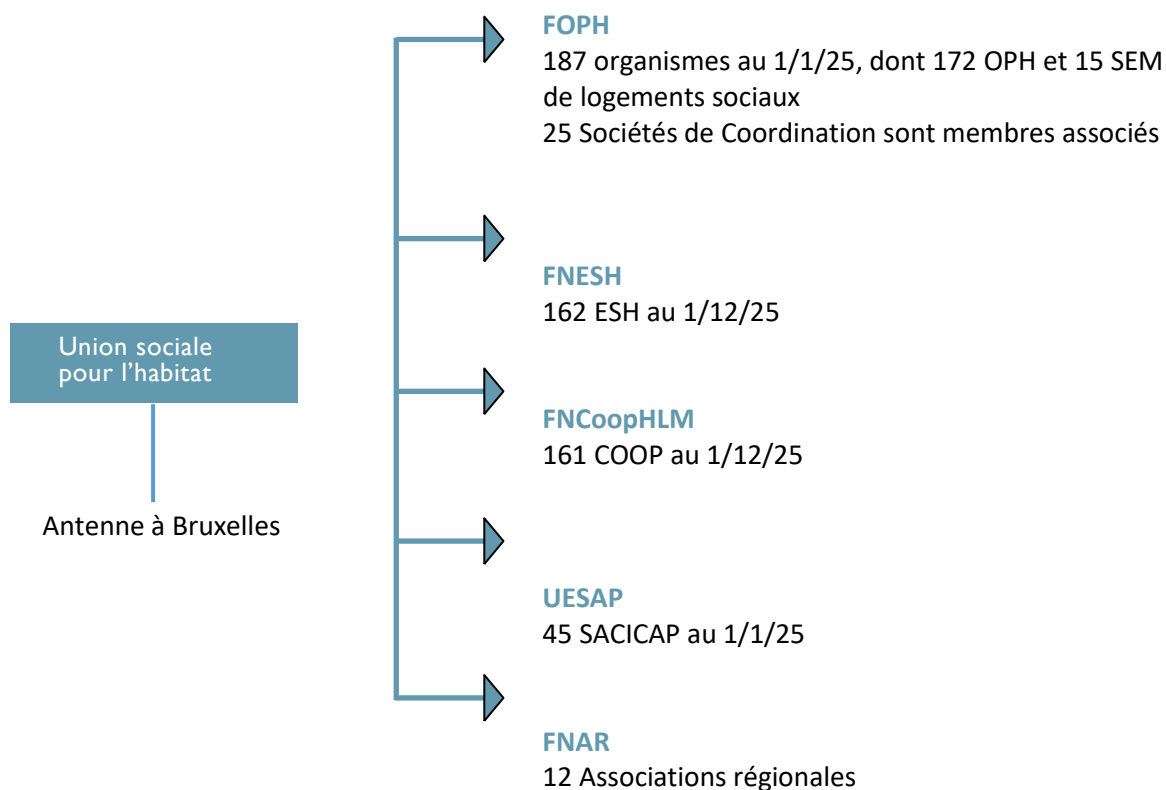 FOPH
187 organismes au 1/1/25, dont 172 OPH et 15 SEM
de logements sociaux
25 Sociétés de Coordination sont membres associés
FNESH
162 ESH au 1/12/25
Union sociale
pour l’habitat
FNCoopHLM
161 COOP au 1/12/25
Antenne à Bruxelles
UESAP
45 SACICAP au 1/1/25
FNAR
12 Associations régionales